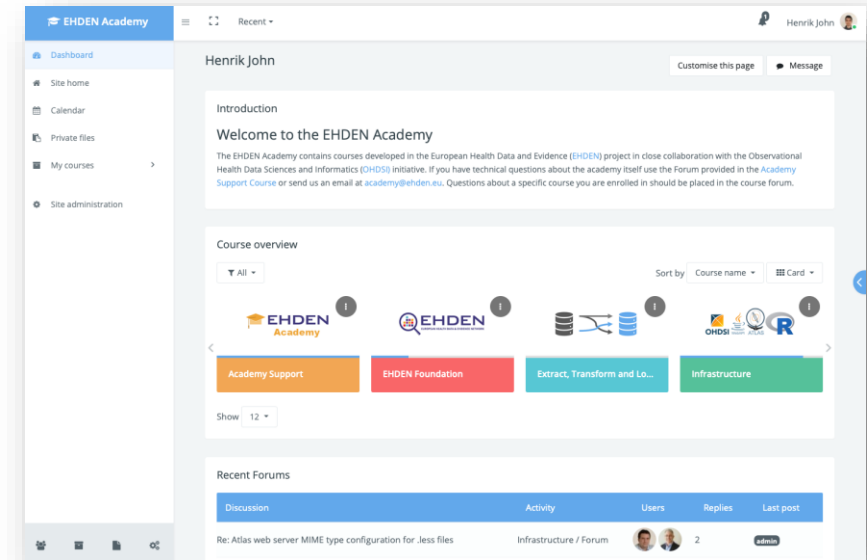 EHDEN Academy
Recent
Henrik John
Dashboard
Site home
Calendar
Private files
My courses
Site administration
Henrik John
Customise this page
Message
Introduction
Welcome to the EHDEN Academy
The EHDEN Academy contains courses developed in the European Health Data and Evidence (EHDEN) project in close collaboration with the Observational
Health Data Sciences and Informatics (OHDSI) initiative. If you have technical questions about the academy itself use the Forum provided in the Academy
Support Course or send us an email at academy@ehden.eu. Questions about a specific course you are enrolled in should be placed in the course forum.
Course overview
All
Sort by
Course name
Card
EHDEN
Academy
EHDEN
OHDSI
ATLAS
R
Academy Support
EHDEN Foundation
Extract, Transform and Lo...
Infrastructure
Show 12
Recent Forums
Discussion Activity Users Replies Last post
Re: Atlas web server MIME type configuration for .less files Infrastructure / Forum 2 admin